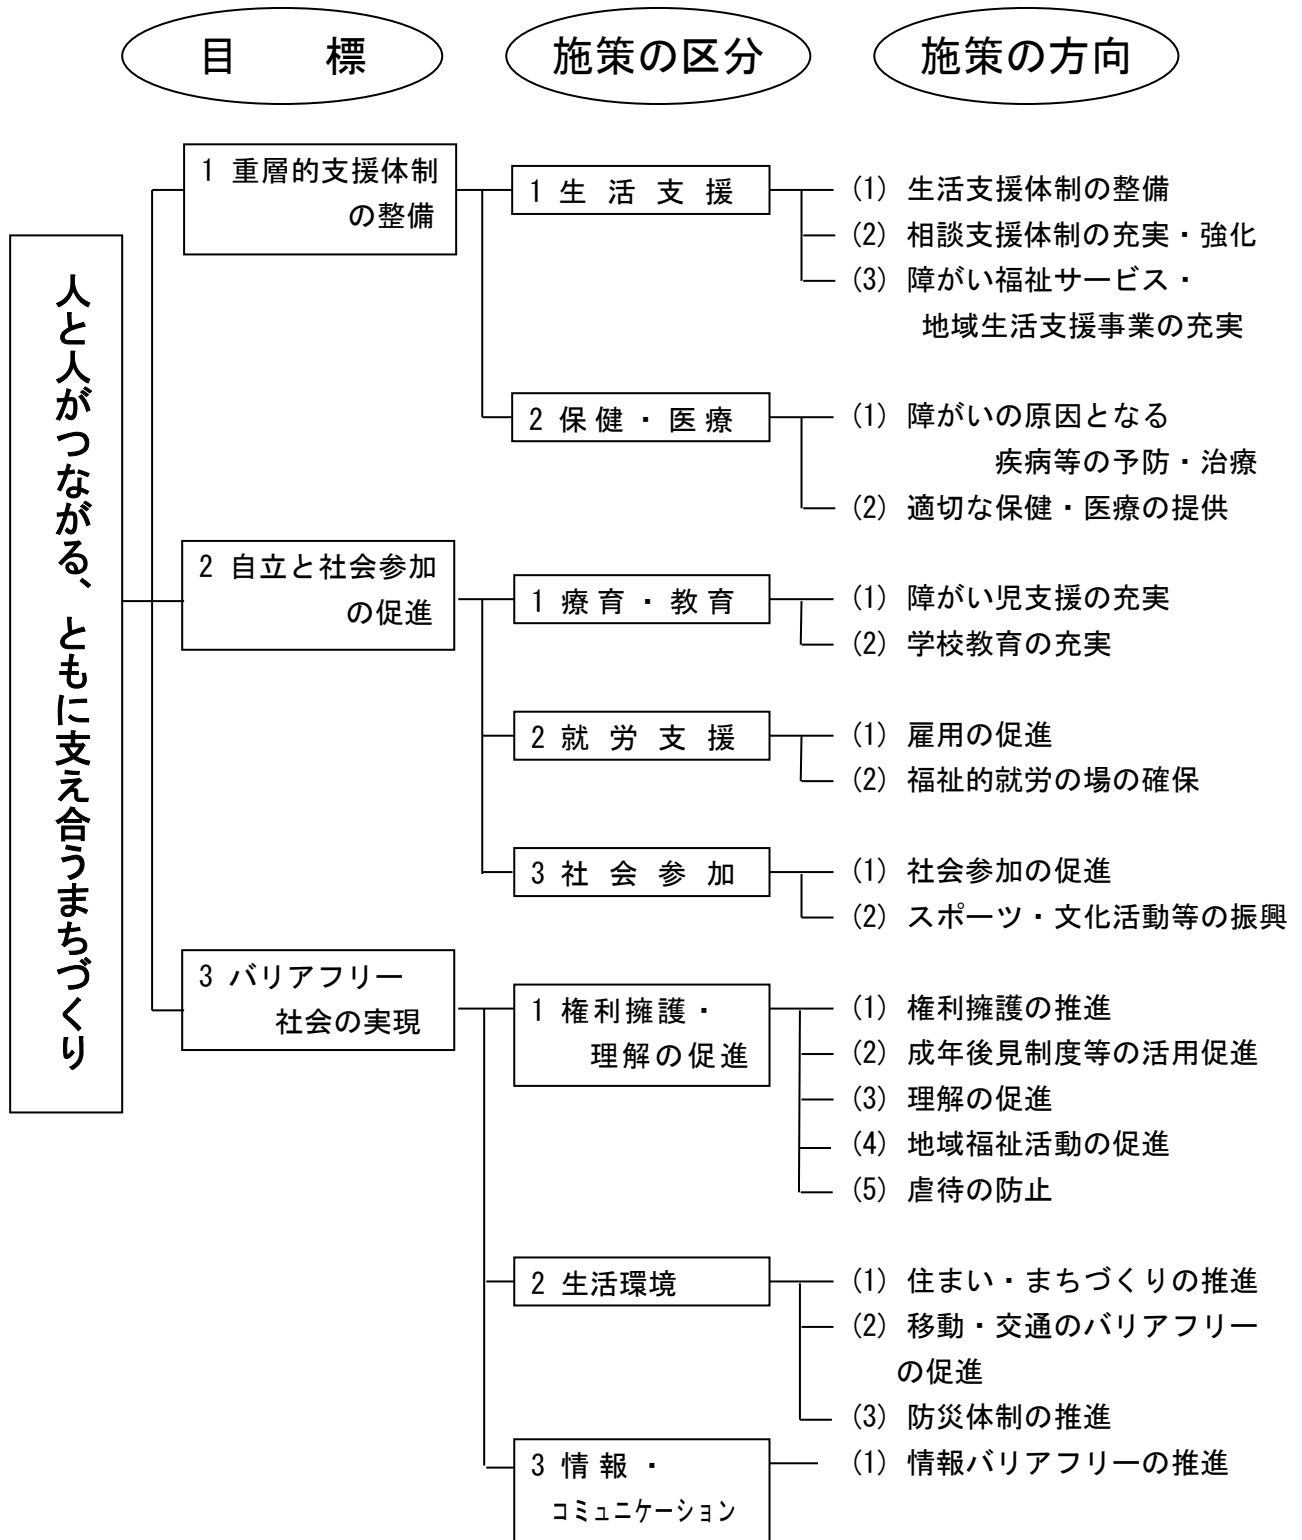 目　標
施策の区分
施策の方向
人と人がつながる、ともに支え合うまちづくり
1 重層的支援体制
の整備
1 生活支援
(1) 生活支援体制の整備
(2) 相談支援体制の充実・強化
(3) 障がい福祉サービス・
地域生活支援事業の充実
2 保健・医療
(1) 障がいの原因となる
疾病等の予防・治療
(2) 適切な保健・医療の提供
2 自立と社会参加
の促進
1 療育・教育
(1) 障がい児支援の充実
(2) 学校教育の充実
2 就労支援
(1) 雇用の促進
(2) 福祉的就労の場の確保
3 社会参加
(1) 社会参加の促進
(2) スポーツ・文化活動等の振興
3 バリアフリー
社会の実現
1 権利擁護・
理解の促進
(1) 権利擁護の推進
(2) 成年後見制度等の活用促進
(3) 理解の促進
(4) 地域福祉活動の促進
(5) 虐待の防止
2 生活環境
(1) 住まい・まちづくりの推進
(2) 移動・交通のバリアフリー
の促進
(3) 防災体制の推進
3 情報・
コミュニケーション
(1) 情報バリアフリーの推進